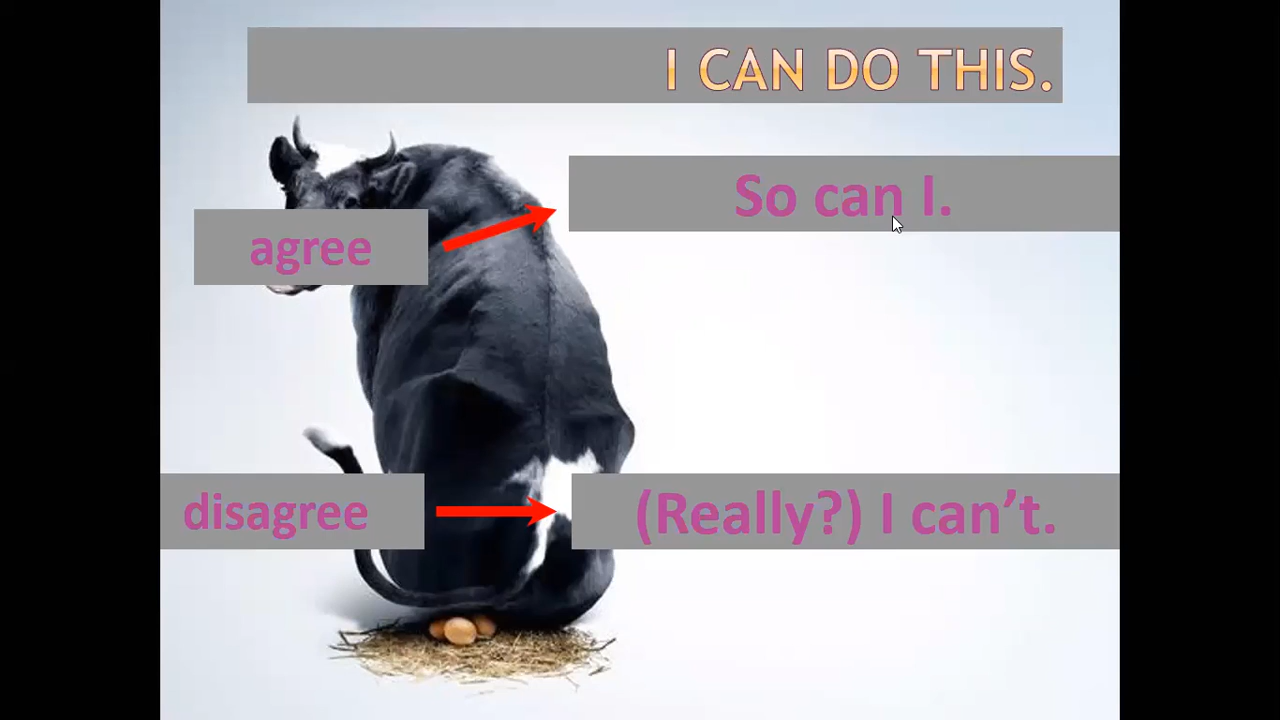 I CAN DO THIS.
So can I.
agree
disagree
(Really?) I can’t.